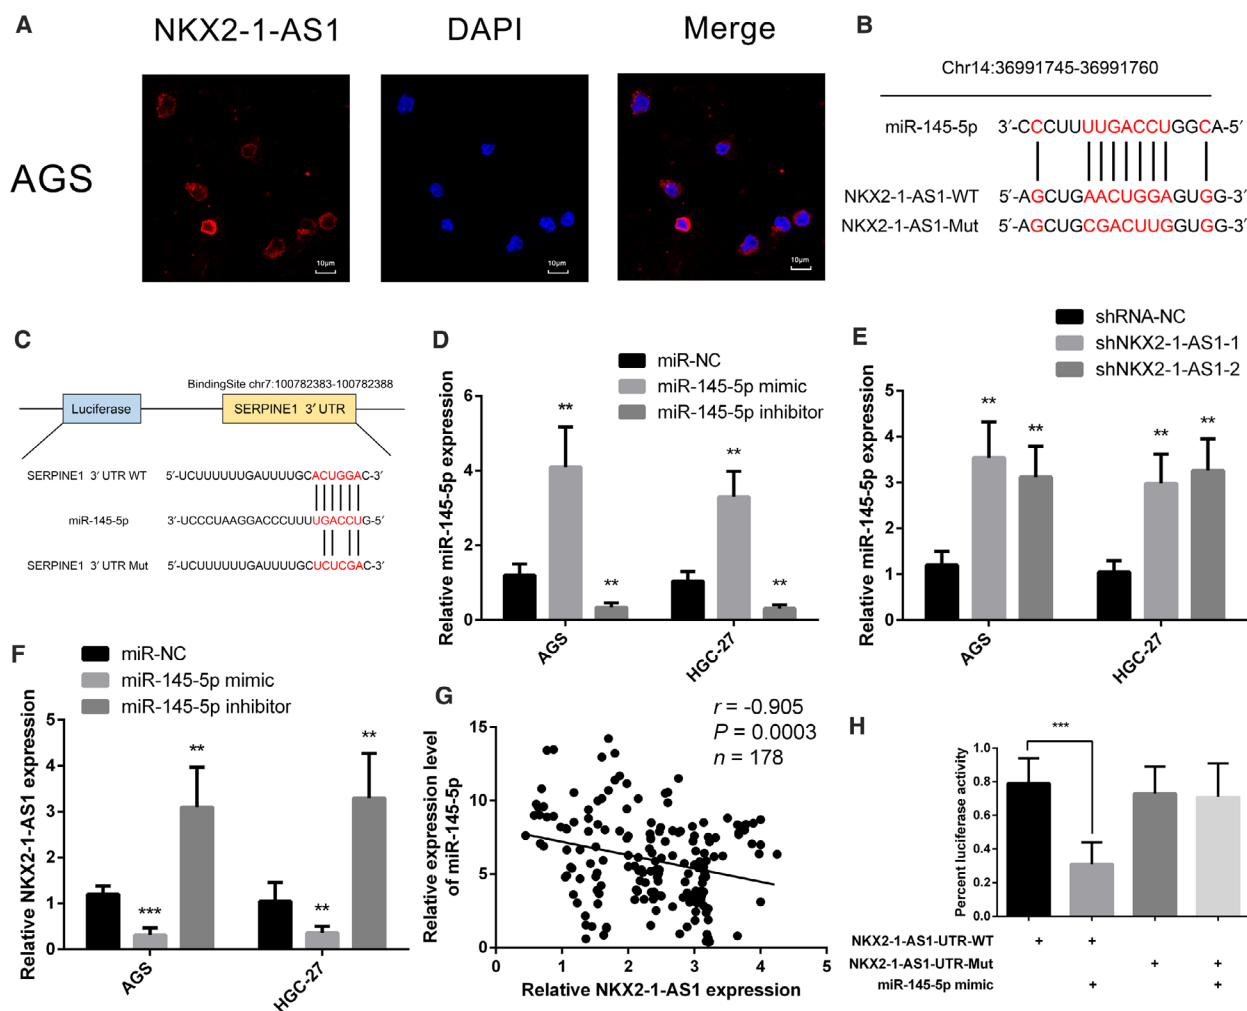 A
NKX2-1-AS1
DAPI
Merge
AGS
10μm
10μm
10μm
B
Chr14:36991745-36991760
miR-145-5p 3′-CCCUUUUGACCUGGCA-5′
NKX2-1-AS1-WT 5′-AGCUGAACUGGAGUGG-3′
NKX2-1-AS1-Mut 5′-AGCUGCGACUUGGUGG-3′
C
BindingSite chr7:100782383-100782388
Luciferase
SERPINE1 3′ UTR
SERPINE1 3′ UTR WT 5′-UCUUUUUUGAUUUUGCACUGGAC-3′
miR-145-5p 3′-UCCCUAAGGACCCUUUUGACCUG-5′
SERPINE1 3′ UTR Mut 5′-UCUUUUUUGAUUUUGCUCUCGAC-3′
D
miR-NC
miR-145-5p mimic
miR-145-5p inhibitor
Relative miR-145-5p expression
6
4
2
0
**
**
**
**
AGS
HGC-27
E
shRNA-NC
shNKX2-1-AS1-1
shNKX2-1-AS1-2
Relative miR-145-5p expression
5
4
3
2
1
0
**
**
**
**
AGS
HGC-27
F
miR-NC
miR-145-5p mimic
miR-145-5p inhibitor
Relative NKX2-1-AS1 expression
5
4
3
2
1
0
***
**
**
**
AGS
HGC-27
G
r = -0.905
P = 0.0003
n = 178
Relative expression level
of miR-145-5p
15
10
5
0
0 1 2 3 4 5
Relative NKX2-1-AS1 expression
H
***
Percent luciferase activity
1.0
0.8
0.6
0.4
0.2
0.0
NKX2-1-AS1-UTR-WT + +
NKX2-1-AS1-UTR-Mut + +
miR-145-5p mimic + +